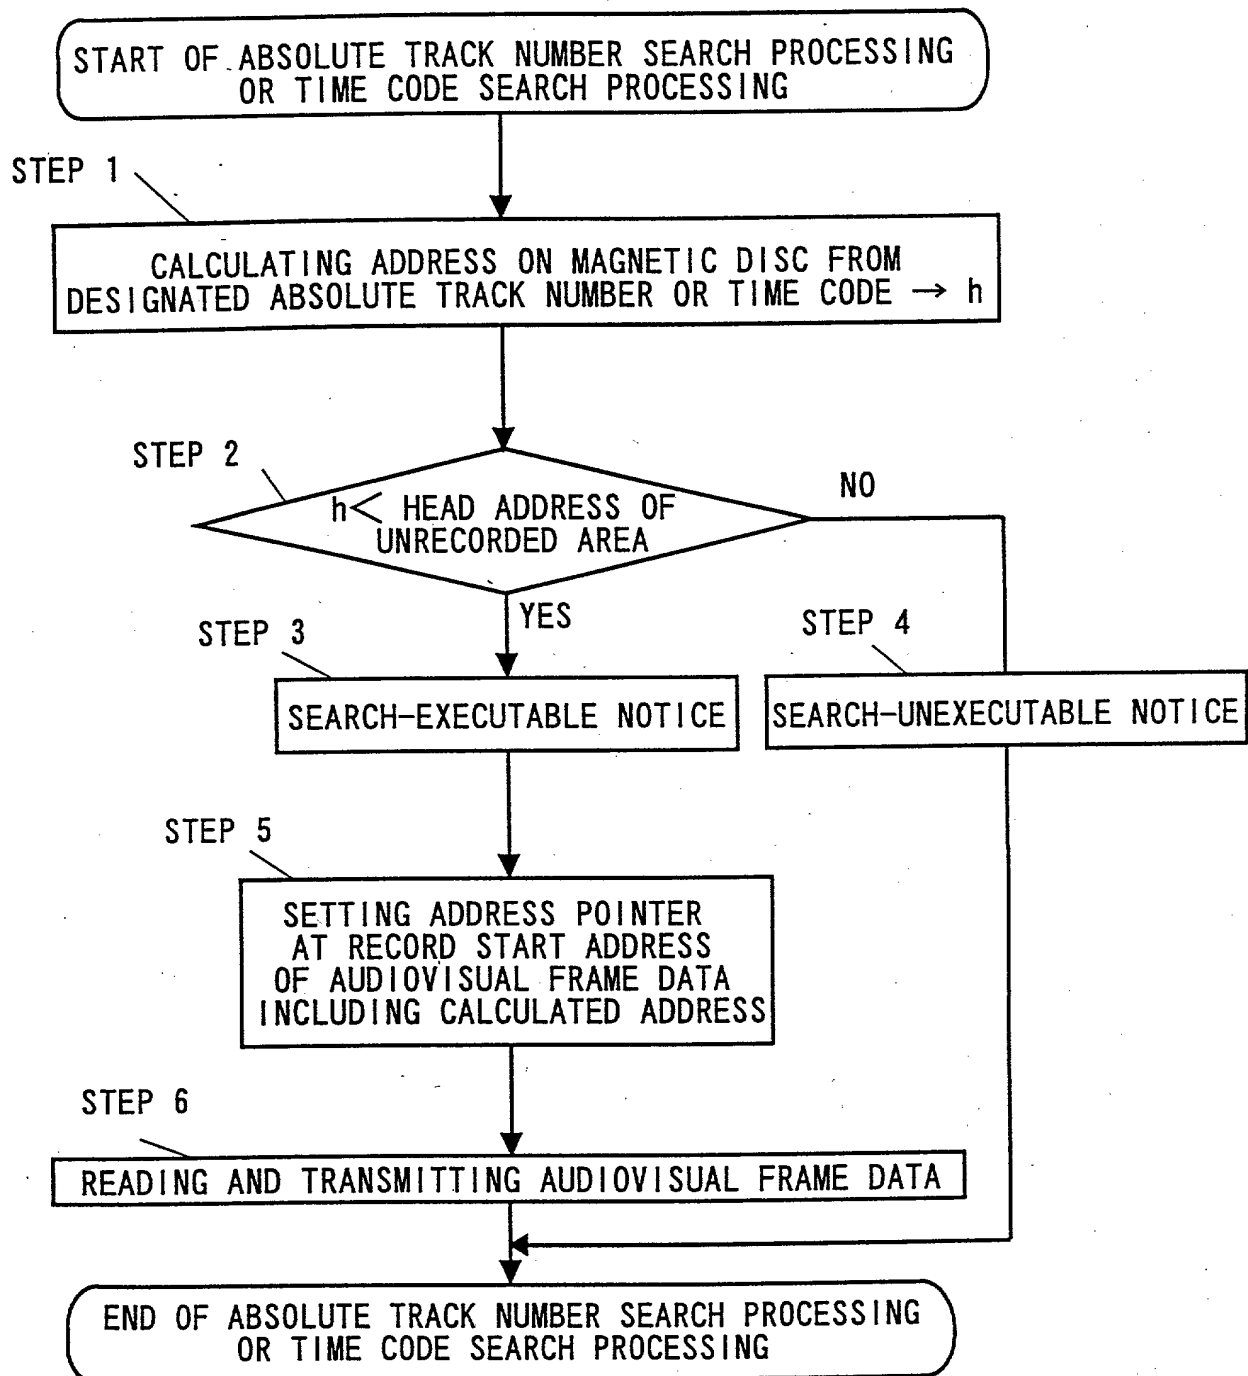 START OF ABSOLUTE TRACK NUMBER SEARCH PROCESSING
OR TIME CODE SEARCH PROCESSING
STEP 1
CALCULATING ADDRESS ON MAGNETIC DISC FROM
DESIGNATED ABSOLUTE TRACK NUMBER OR TIME CODE → h
STEP 2
h< HEAD ADDRESS OF
UNRECORDED AREA
NO
YES
STEP 3
SEARCH-EXECUTABLE NOTICE
STEP 4
SEARCH-UNEXECUTABLE NOTICE
STEP 5
SETTING ADDRESS POINTER
AT RECORD START ADDRESS
OF AUDIOVISUAL FRAME DATA
INCLUDING CALCULATED ADDRESS
STEP 6
READING AND TRANSMITTING AUDIOVISUAL FRAME DATA
END OF ABSOLUTE TRACK NUMBER SEARCH PROCESSING
OR TIME CODE SEARCH PROCESSING